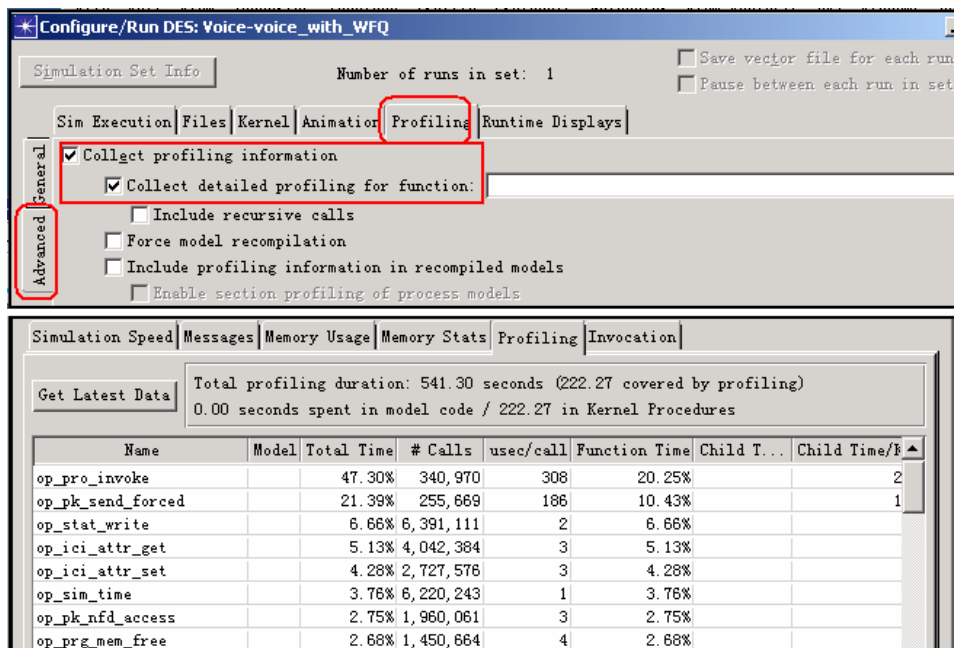 Configure/Run DES: Voice-voice_with_WFQ
Simulation Set Info
Number of runs in set: 1
Save vector file for each run
Pause between each run in set
Sim Execution Files Kernel Animation Profiling Runtime Displays
General
Advanced
Collect profiling information
Collect detailed profiling for function:
Include recursive calls
Force model recompilation
Include profiling information in recompiled models
Enable section profiling of process models
Simulation Speed Messages Memory Usage Memory Stats Profiling Invocation
Get Latest Data
Total profiling duration: 541.30 seconds (222.27 covered by profiling)
0.00 seconds spent in model code / 222.27 in Kernel Procedures
Name Model Total Time # Calls usec/call Function Time Child T... Child Time/
op_pro_invoke 47.30% 340,970 308 20.25% 2
op_pk_send_forced 21.39% 255,669 186 10.43% 1
op_stat_write 6.66% 6,391,111 2 6.66%
op_ici_attr_get 5.13% 4,042,384 3 5.13%
op_ici_attr_set 4.28% 2,727,576 3 4.28%
op_sim_time 3.76% 6,220,243 1 3.76%
op_pk_nfd_access 2.75% 1,960,061 3 2.75%
op_prg_mem_free 2.68% 1,450,664 4 2.68%